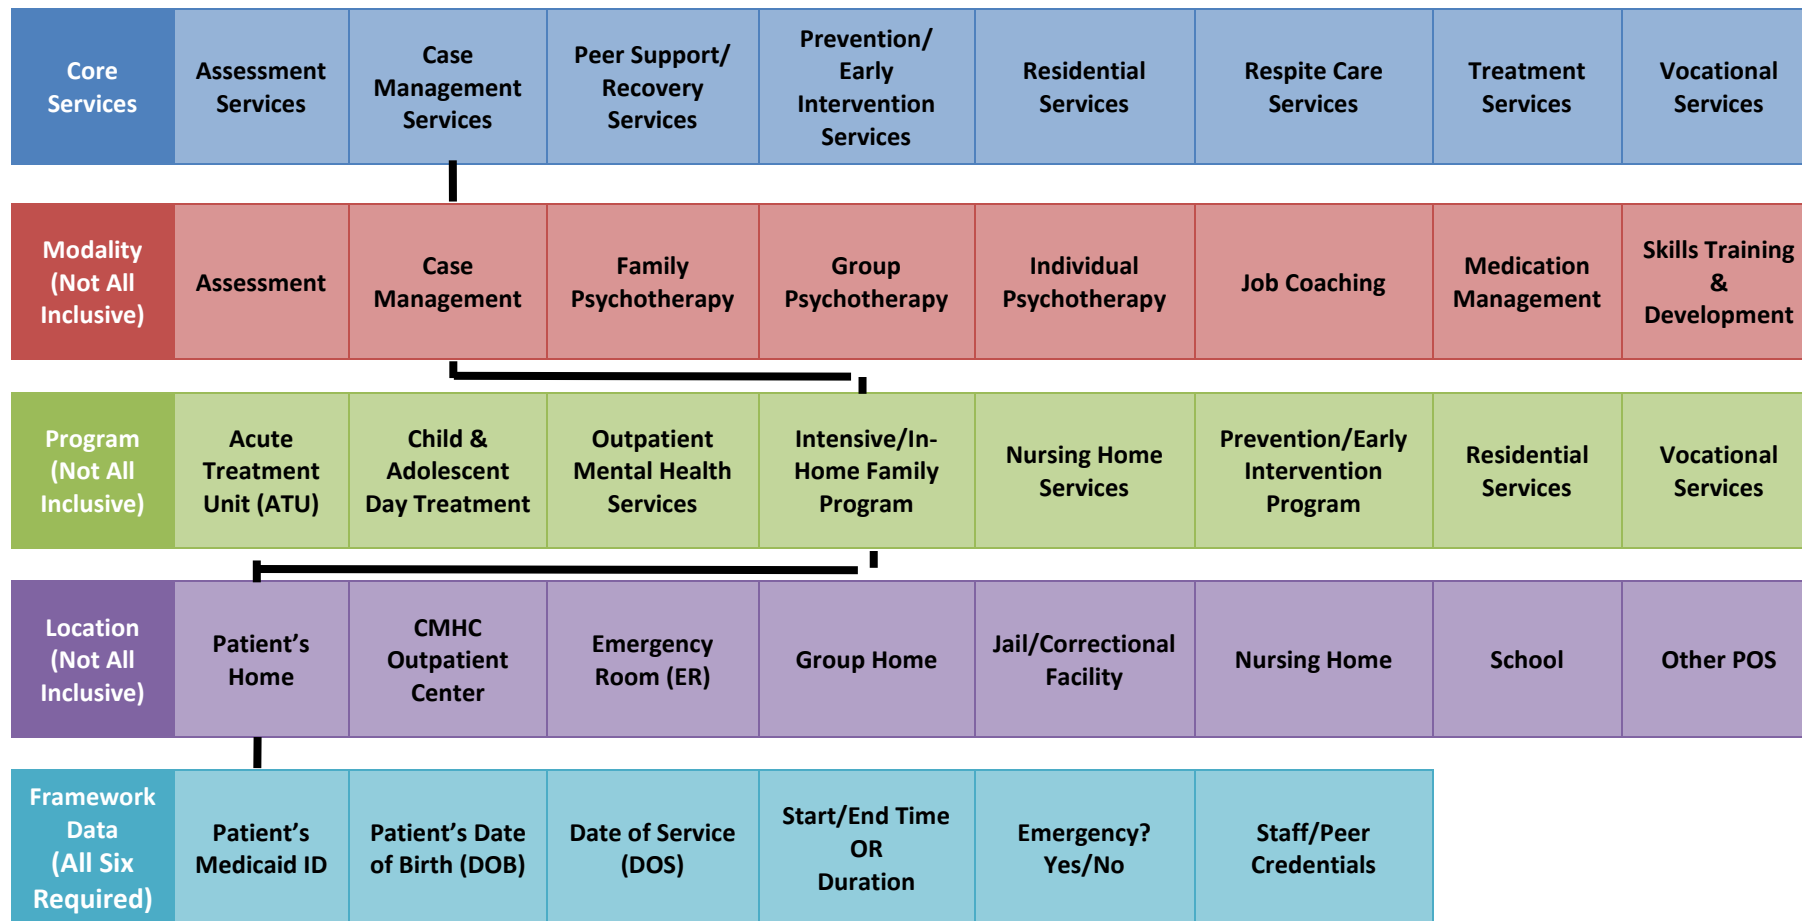 Core
Services
Assessment
Services
Case
Management
Services
Peer Support/
Recovery
Services
Prevention/
Early
Intervention
Services
Residential
Services
Respite Care
Services
Treatment
Services
Vocational
Services
Modality
(Not All
Inclusive)
Assessment
Case
Management
Family
Psychotherapy
Group
Psychotherapy
Individual
Psychotherapy
Job Coaching
Medication
Management
Skills Training
&
Development
Program
(Not All
Inclusive)
Acute
Treatment
Unit (ATU)
Child &
Adolescent
Day Treatment
Outpatient
Mental Health
Services
Intensive/In-
Home Family
Program
Nursing Home
Services
Prevention/Early
Intervention
Program
Residential
Services
Vocational
Services
Location
(Not All
Inclusive)
Patient’s
Home
CMHC
Outpatient
Center
Emergency
Room (ER)
Group Home
Jail/Correctional
Facility
Nursing Home
School
Other POS
Framework
Data
(All Six
Required)
Patient’s
Medicaid ID
Patient’s Date
of Birth (DOB)
Date of Service
(DOS)
Start/End Time
OR
Duration
Emergency?
Yes/No
Staff/Peer
Credentials